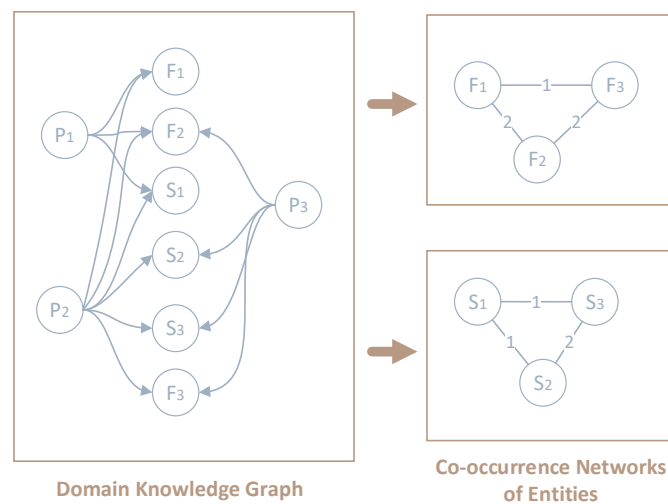 F1
F2
P1
S1
P3
S2
P2
S3
F3
Domain Knowledge Graph
F1 1 F3
2 2
F2
S1 1 S3
1 2
S2
Co-occurrence Networks
of Entities